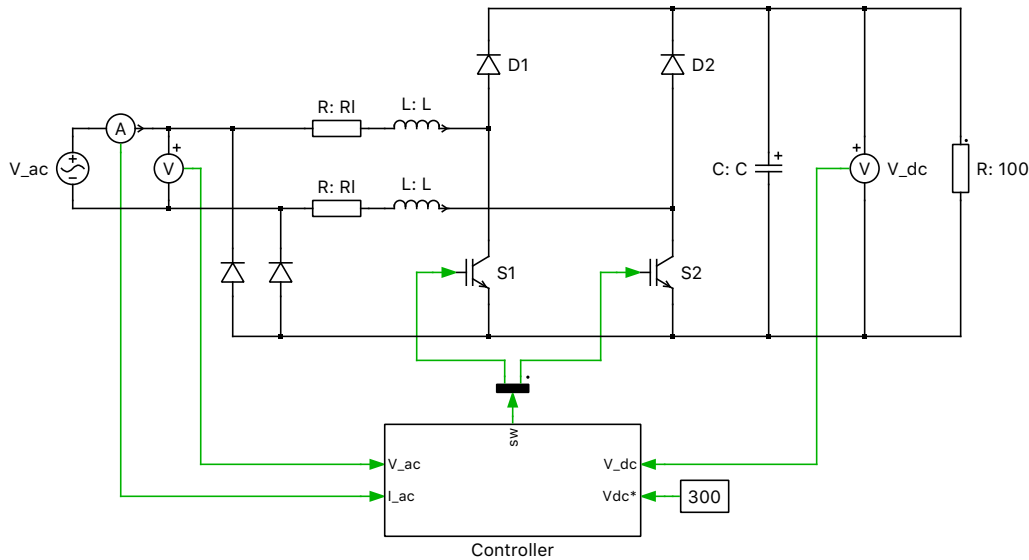 D1
D2
R: Rl
L: L
A
+
V_ac
V
+
C: C
+
V
V_dc
R: 100
R: Rl
L: L
S1
S2
sw
V_ac
V_dc
I_ac
Vdc*
300
Controller